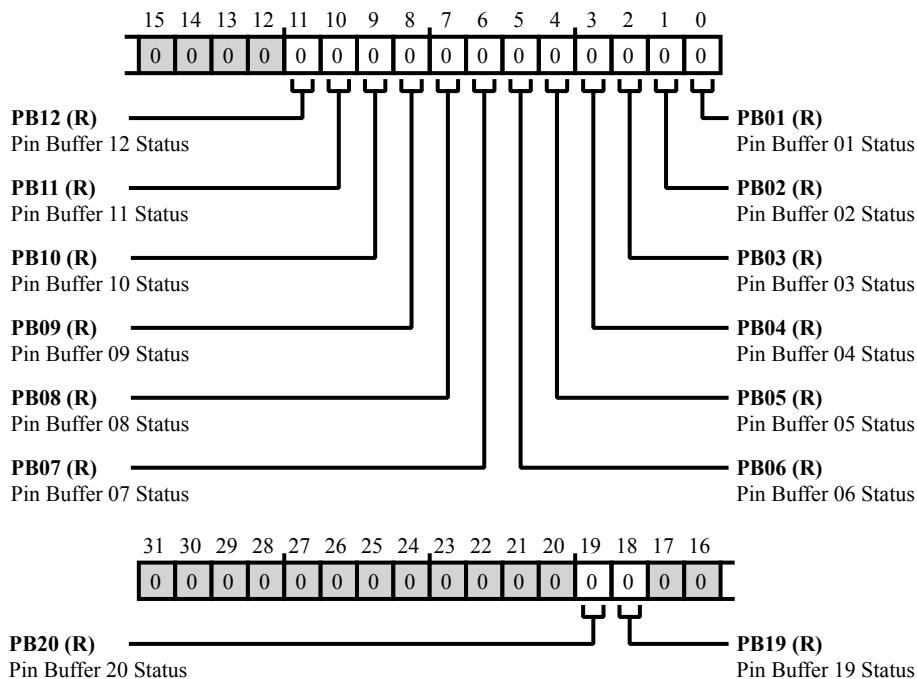 15 14 13 12 11 10 9 8 7 6 5 4 3 2 1 0
0 0 0 0 0 0 0 0 0 0 0 0 0 0 0 0
PB12 (R)
Pin Buffer 12 Status
PB01 (R)
Pin Buffer 01 Status
PB11 (R)
Pin Buffer 11 Status
PB02 (R)
Pin Buffer 02 Status
PB10 (R)
Pin Buffer 10 Status
PB03 (R)
Pin Buffer 03 Status
PB09 (R)
Pin Buffer 09 Status
PB04 (R)
Pin Buffer 04 Status
PB08 (R)
Pin Buffer 08 Status
PB05 (R)
Pin Buffer 05 Status
PB07 (R)
Pin Buffer 07 Status
PB06 (R)
Pin Buffer 06 Status
31 30 29 28 27 26 25 24 23 22 21 20 19 18 17 16
0 0 0 0 0 0 0 0 0 0 0 0 0 0 0 0
PB20 (R)
Pin Buffer 20 Status
PB19 (R)
Pin Buffer 19 Status